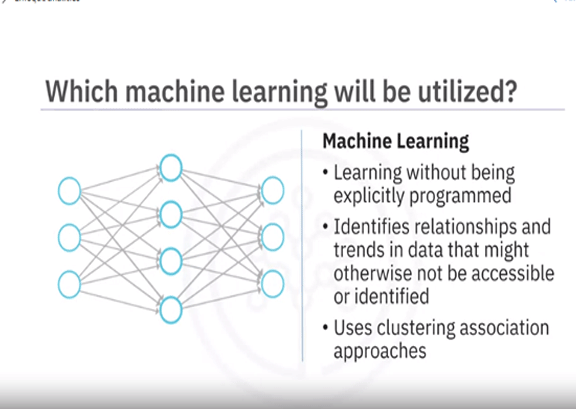 Which machine learning will be utilized?
Machine Learning
• Learning without being
explicitly programmed
• Identifies relationships and
trends in data that might
otherwise not be accessible
or identified
• Uses clustering association
approaches